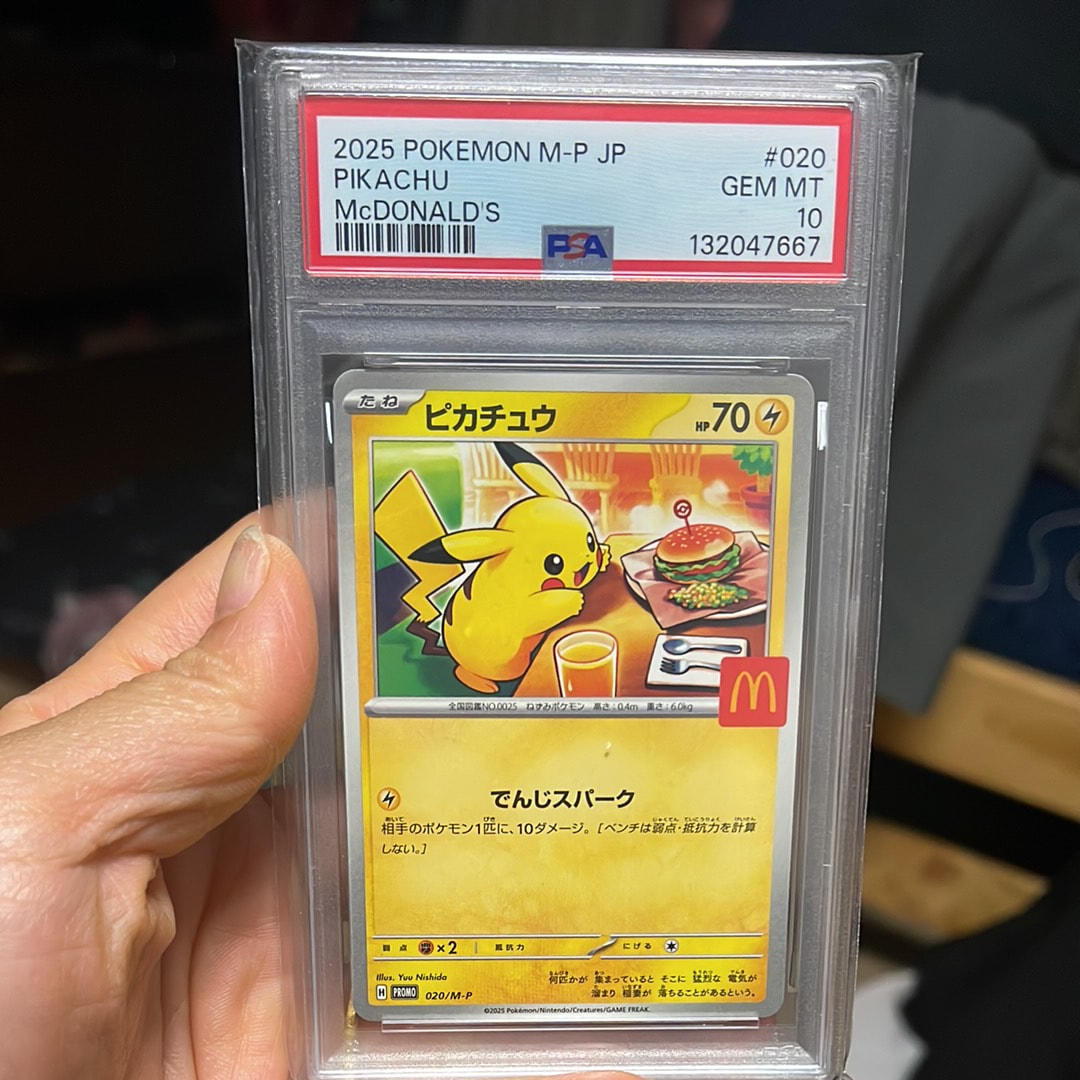 2025 POKEMON M-P JP #020
PIKACHU GEM MT
McDONALD'S 10
PSA 132047667
たね ピカチュウ HP70
M
全国図鑑NO.0025 ねずみポケモン 高さ:0.4m 重さ:6.0kg
でんじスパーク
相手のポケモン1匹に、10ダメージ。[ベンチは弱点・抵抗力を計算
しない。]
弱点 ×2 抵抗力 にげる
Illus. Yuu Nishida
何匹かが 集まっていると そこに 猛烈な 電気が
溜まり 稲妻が 落ちることがあるという。
H PROMO 020/M-P
©2025 Pokémon/Nintendo/Creatures/GAME FREAK.